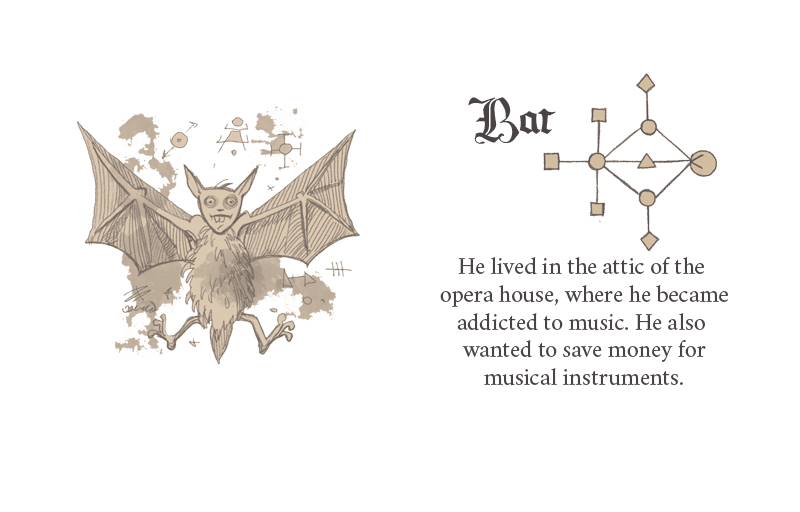 Bat
He lived in the attic of the
opera house, where he became
addicted to music. He also
wanted to save money for
musical instruments.